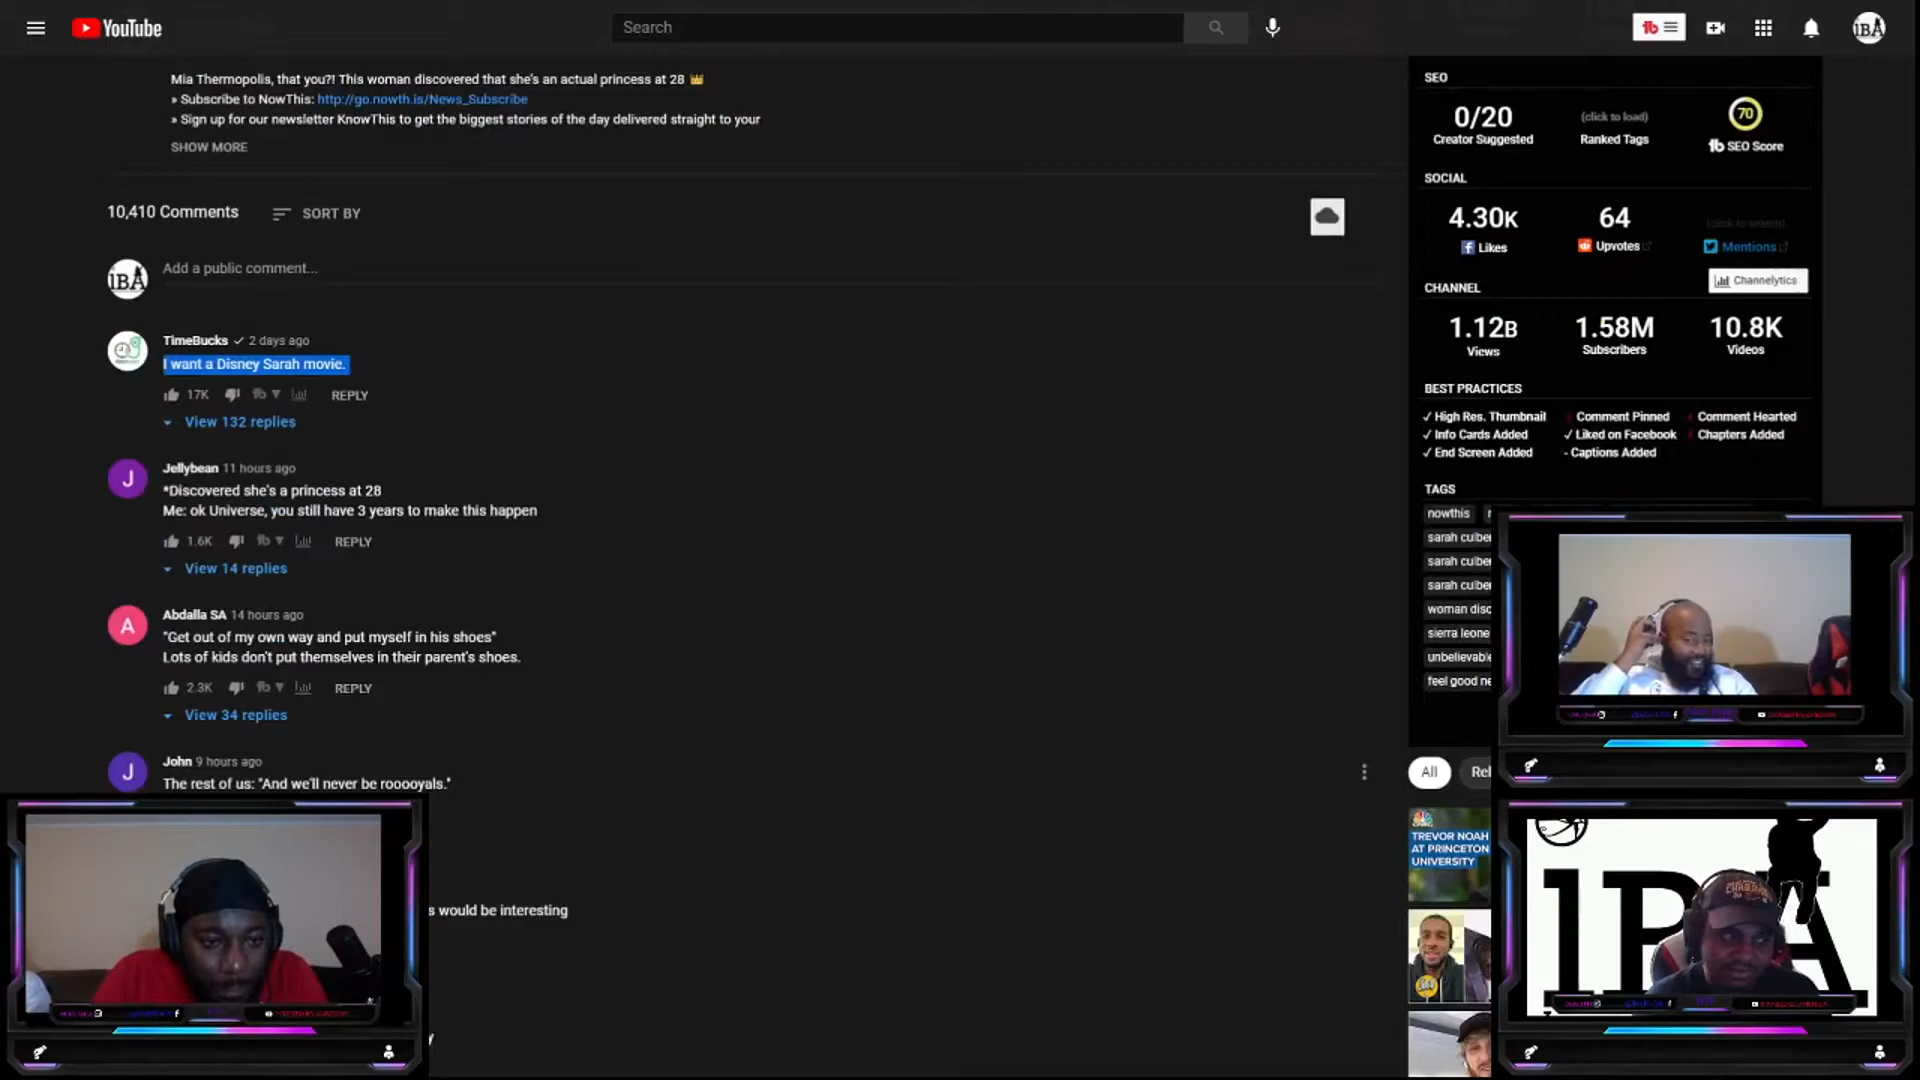 YouTube
Search
iBA
Mia Thermopolis, that you?! This woman discovered that she's an actual princess at 28
» Subscribe to NowThis: http://go.nowth.is/News_Subscribe
» Sign up for our newsletter KnowThis to get the biggest stories of the day delivered straight to your
SHOW MORE
10,410 Comments
SORT BY
iBA
Add a public comment...
TimeBucks 2 days ago
I want a Disney Sarah movie.
17K
REPLY
View 132 replies
J
Jellybean 11 hours ago
*Discovered she's a princess at 28
Me: ok Universe, you still have 3 years to make this happen
1.6K
REPLY
View 14 replies
A
Abdalla SA 14 hours ago
"Get out of my own way and put myself in his shoes"
Lots of kids don't put themselves in their parent's shoes.
2.3K
REPLY
View 34 replies
J
John 9 hours ago
The rest of us: "And we'll never be rooooyals."
s would be interesting
SEO
0/20
Creator Suggested
(click to load)
Ranked Tags
70
SEO Score
SOCIAL
4.30K
Likes
64
Upvotes
(click to search)
Mentions
Channelytics
CHANNEL
1.12B
Views
1.58M
Subscribers
10.8K
Videos
BEST PRACTICES
✓ High Res. Thumbnail
Comment Pinned
Comment Hearted
✓ Info Cards Added
✓ Liked on Facebook
Chapters Added
✓ End Screen Added
- Captions Added
TAGS
nowthis
sarah culbe
sarah culbe
sarah culbe
woman disc
sierra leone
unbelievabl
feel good ne
All
Rel
TREVOR NOAH
AT PRINCETON
UNIVERSITY